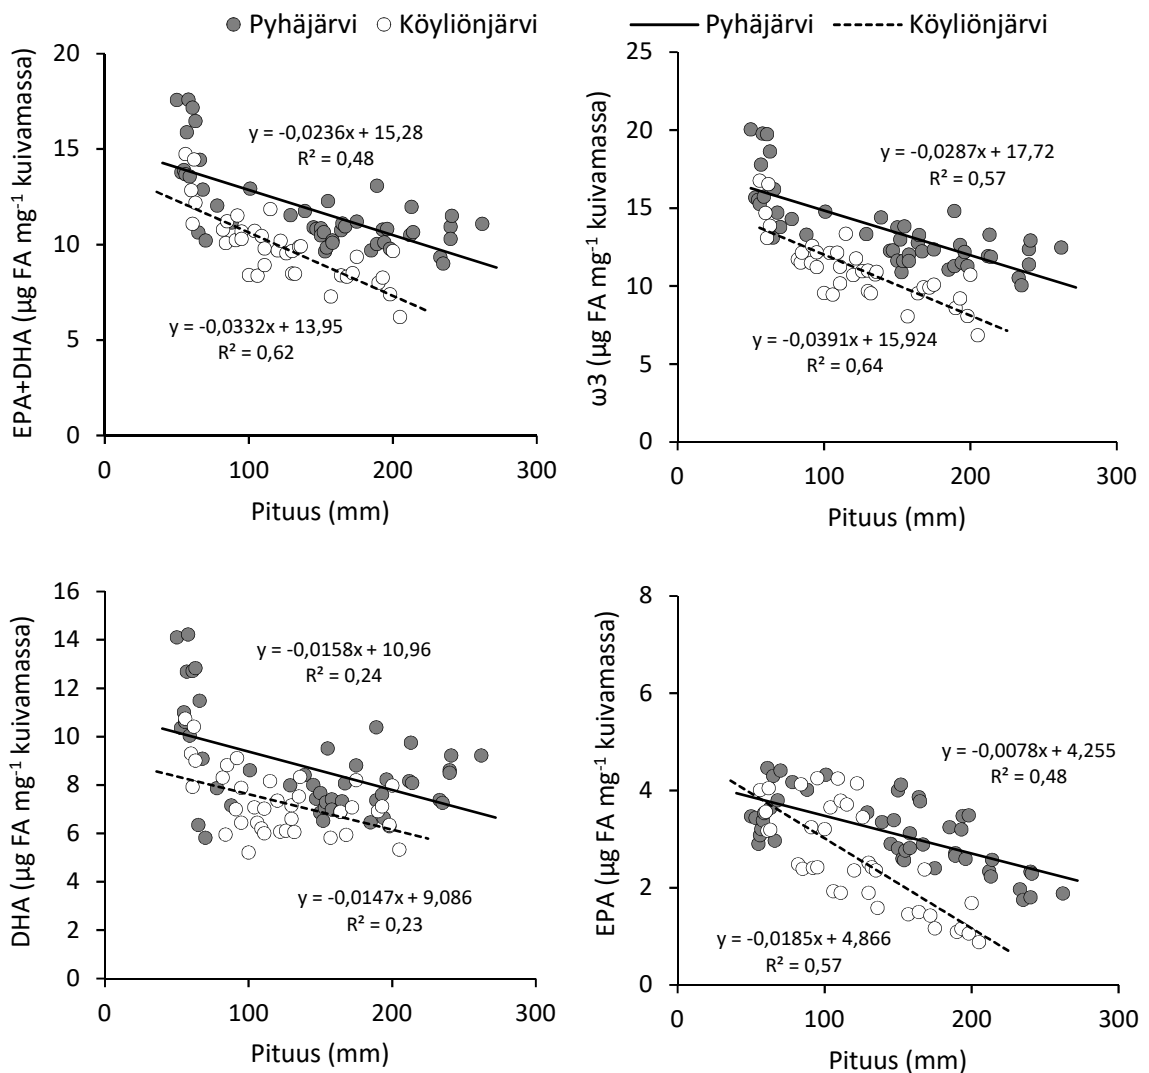 Pyhäjärvi Köyliönjärvi Pyhäjärvi Köyliönjärvi
EPA+DHA (µg FA mg⁻¹ kuivamassa)
20
15
10
5
0
y = -0,0236x + 15,28
R² = 0,48
y = -0,0332x + 13,95
R² = 0,62
0 100 200 300
Pituus (mm)
ω3 (µg FA mg⁻¹ kuivamassa)
25
20
15
10
5
0
y = -0,0287x + 17,72
R² = 0,57
y = -0,0391x + 15,924
R² = 0,64
0 100 200 300
Pituus (mm)
DHA (µg FA mg⁻¹ kuivamassa)
16
14
12
10
8
6
4
2
0
y = -0,0158x + 10,96
R² = 0,24
y = -0,0147x + 9,086
R² = 0,23
0 100 200 300
Pituus (mm)
EPA (µg FA mg⁻¹ kuivamassa)
8
6
4
2
0
y = -0,0078x + 4,255
R² = 0,48
y = -0,0185x + 4,866
R² = 0,57
0 100 200 300
Pituus (mm)